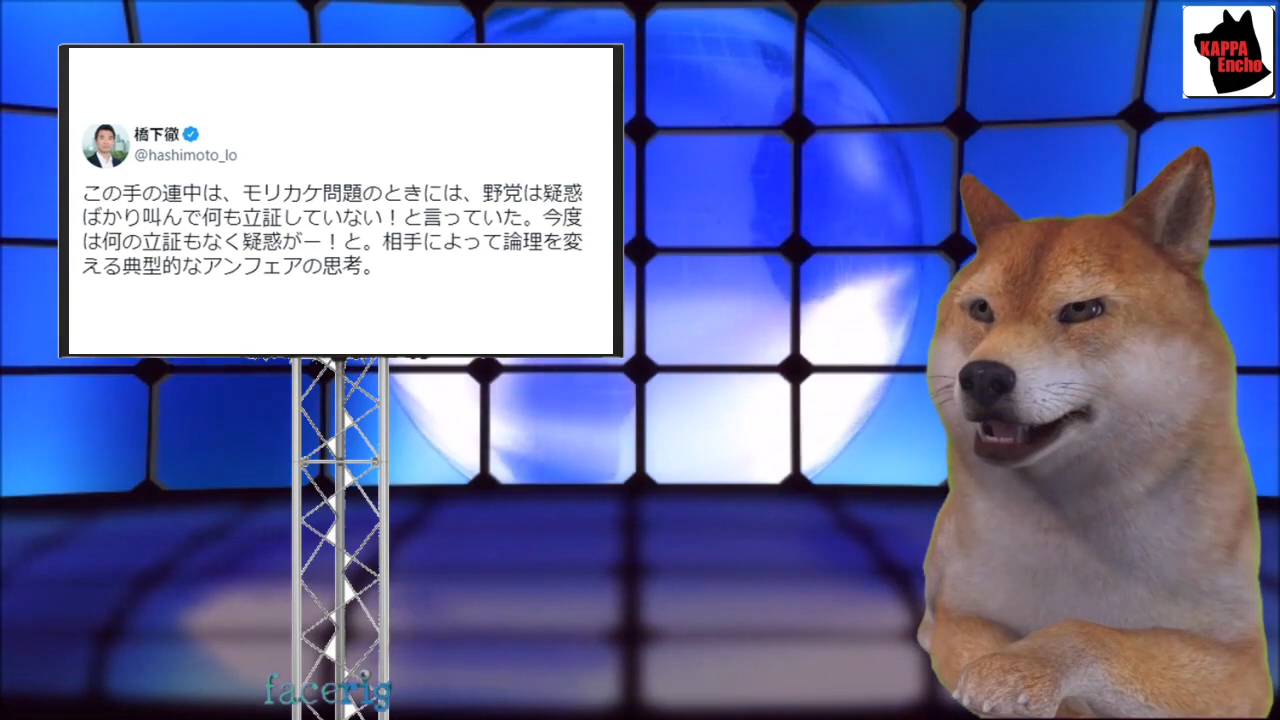 KAPPA
Encho
橋下徹
@hashimoto_lo
この手の連中は、モリカケ問題のときには、野党は疑惑
ばかり叫んで何も立証していない！と言っていた。今度
は何の立証もなく疑惑がー！と。相手によって論理を変
える典型的なアンフェアの思考。
facerig